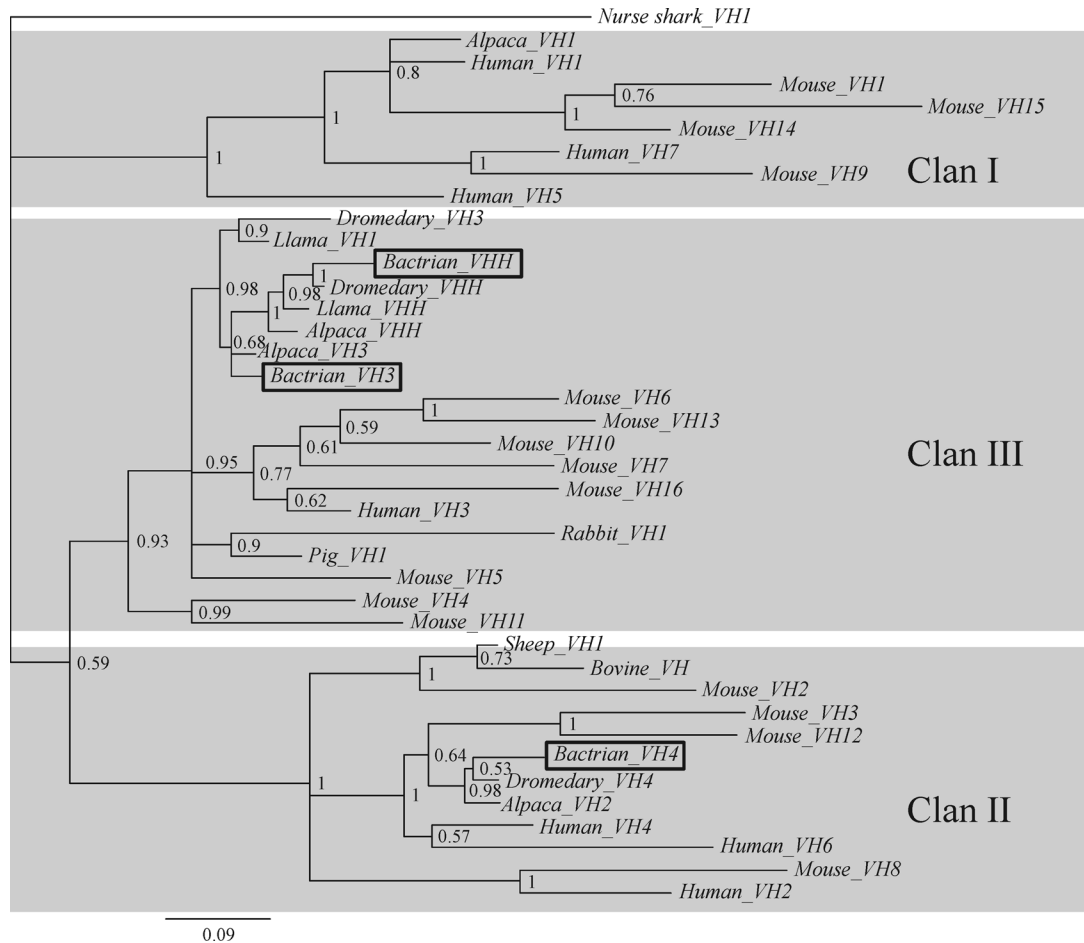 Nurse shark_VH1
Alpaca_VH1
Human_VH1
0.8
Mouse_VH1
0.76
Mouse_VH15
1
Mouse_VH14
1
Human_VH7
1
Mouse_VH9
Clan I
1
Human_VH5
Dromedary_VH3
0.9
Llama_VH1
Bactrian_VHH
1
0.98
0.98
Dromedary_VHH
Llama_VHH
1
Alpaca_VHH
0.68
Alpaca_VH3
Bactrian_VH3
Mouse_VH6
1
Mouse_VH13
0.59
Mouse_VH10
0.61
Clan III
0.95
Mouse_VH7
0.77
Mouse_VH16
0.62
Human_VH3
Rabbit_VH1
0.93
0.9
Pig_VH1
Mouse_VH5
Mouse_VH4
0.99
Mouse_VH11
Sheep_VH1
0.73
0.59
Bovine_VH
1
Mouse_VH2
Mouse_VH3
1
Mouse_VH12
0.64
Bactrian_VH4
0.53
Dromedary_VH4
1
1
0.98
Alpaca_VH2
Clan II
Human_VH4
0.57
Human_VH6
Mouse_VH8
1
Human_VH2
0.09